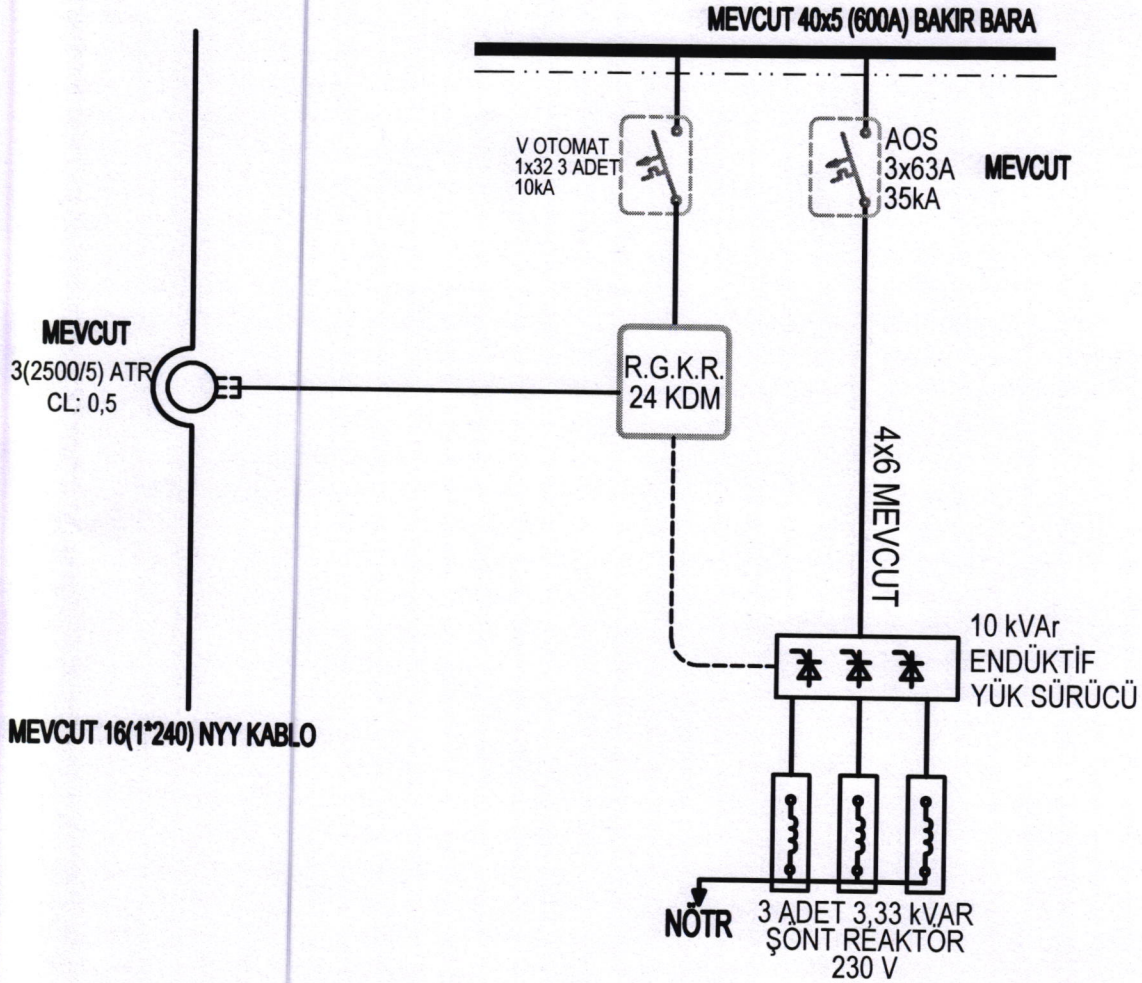 MEVCUT 40x5 (600A) BAKIR BARA
V OTOMAT
1x32 3 ADET
10kA
AOS
3x63A
35kA
MEVCUT
MEVCUT
3(2500/5) ATR
CL: 0,5
R.G.K.R.
24 KDM
4x6 MEVCUT
10 kVAr
ENDÜKTİF
YÜK SÜRÜCÜ
MEVCUT 16(1*240) NYY KABLO
NÖTR
3 ADET 3,33 kVAR
ŞÖNT REAKTÖR
230 V